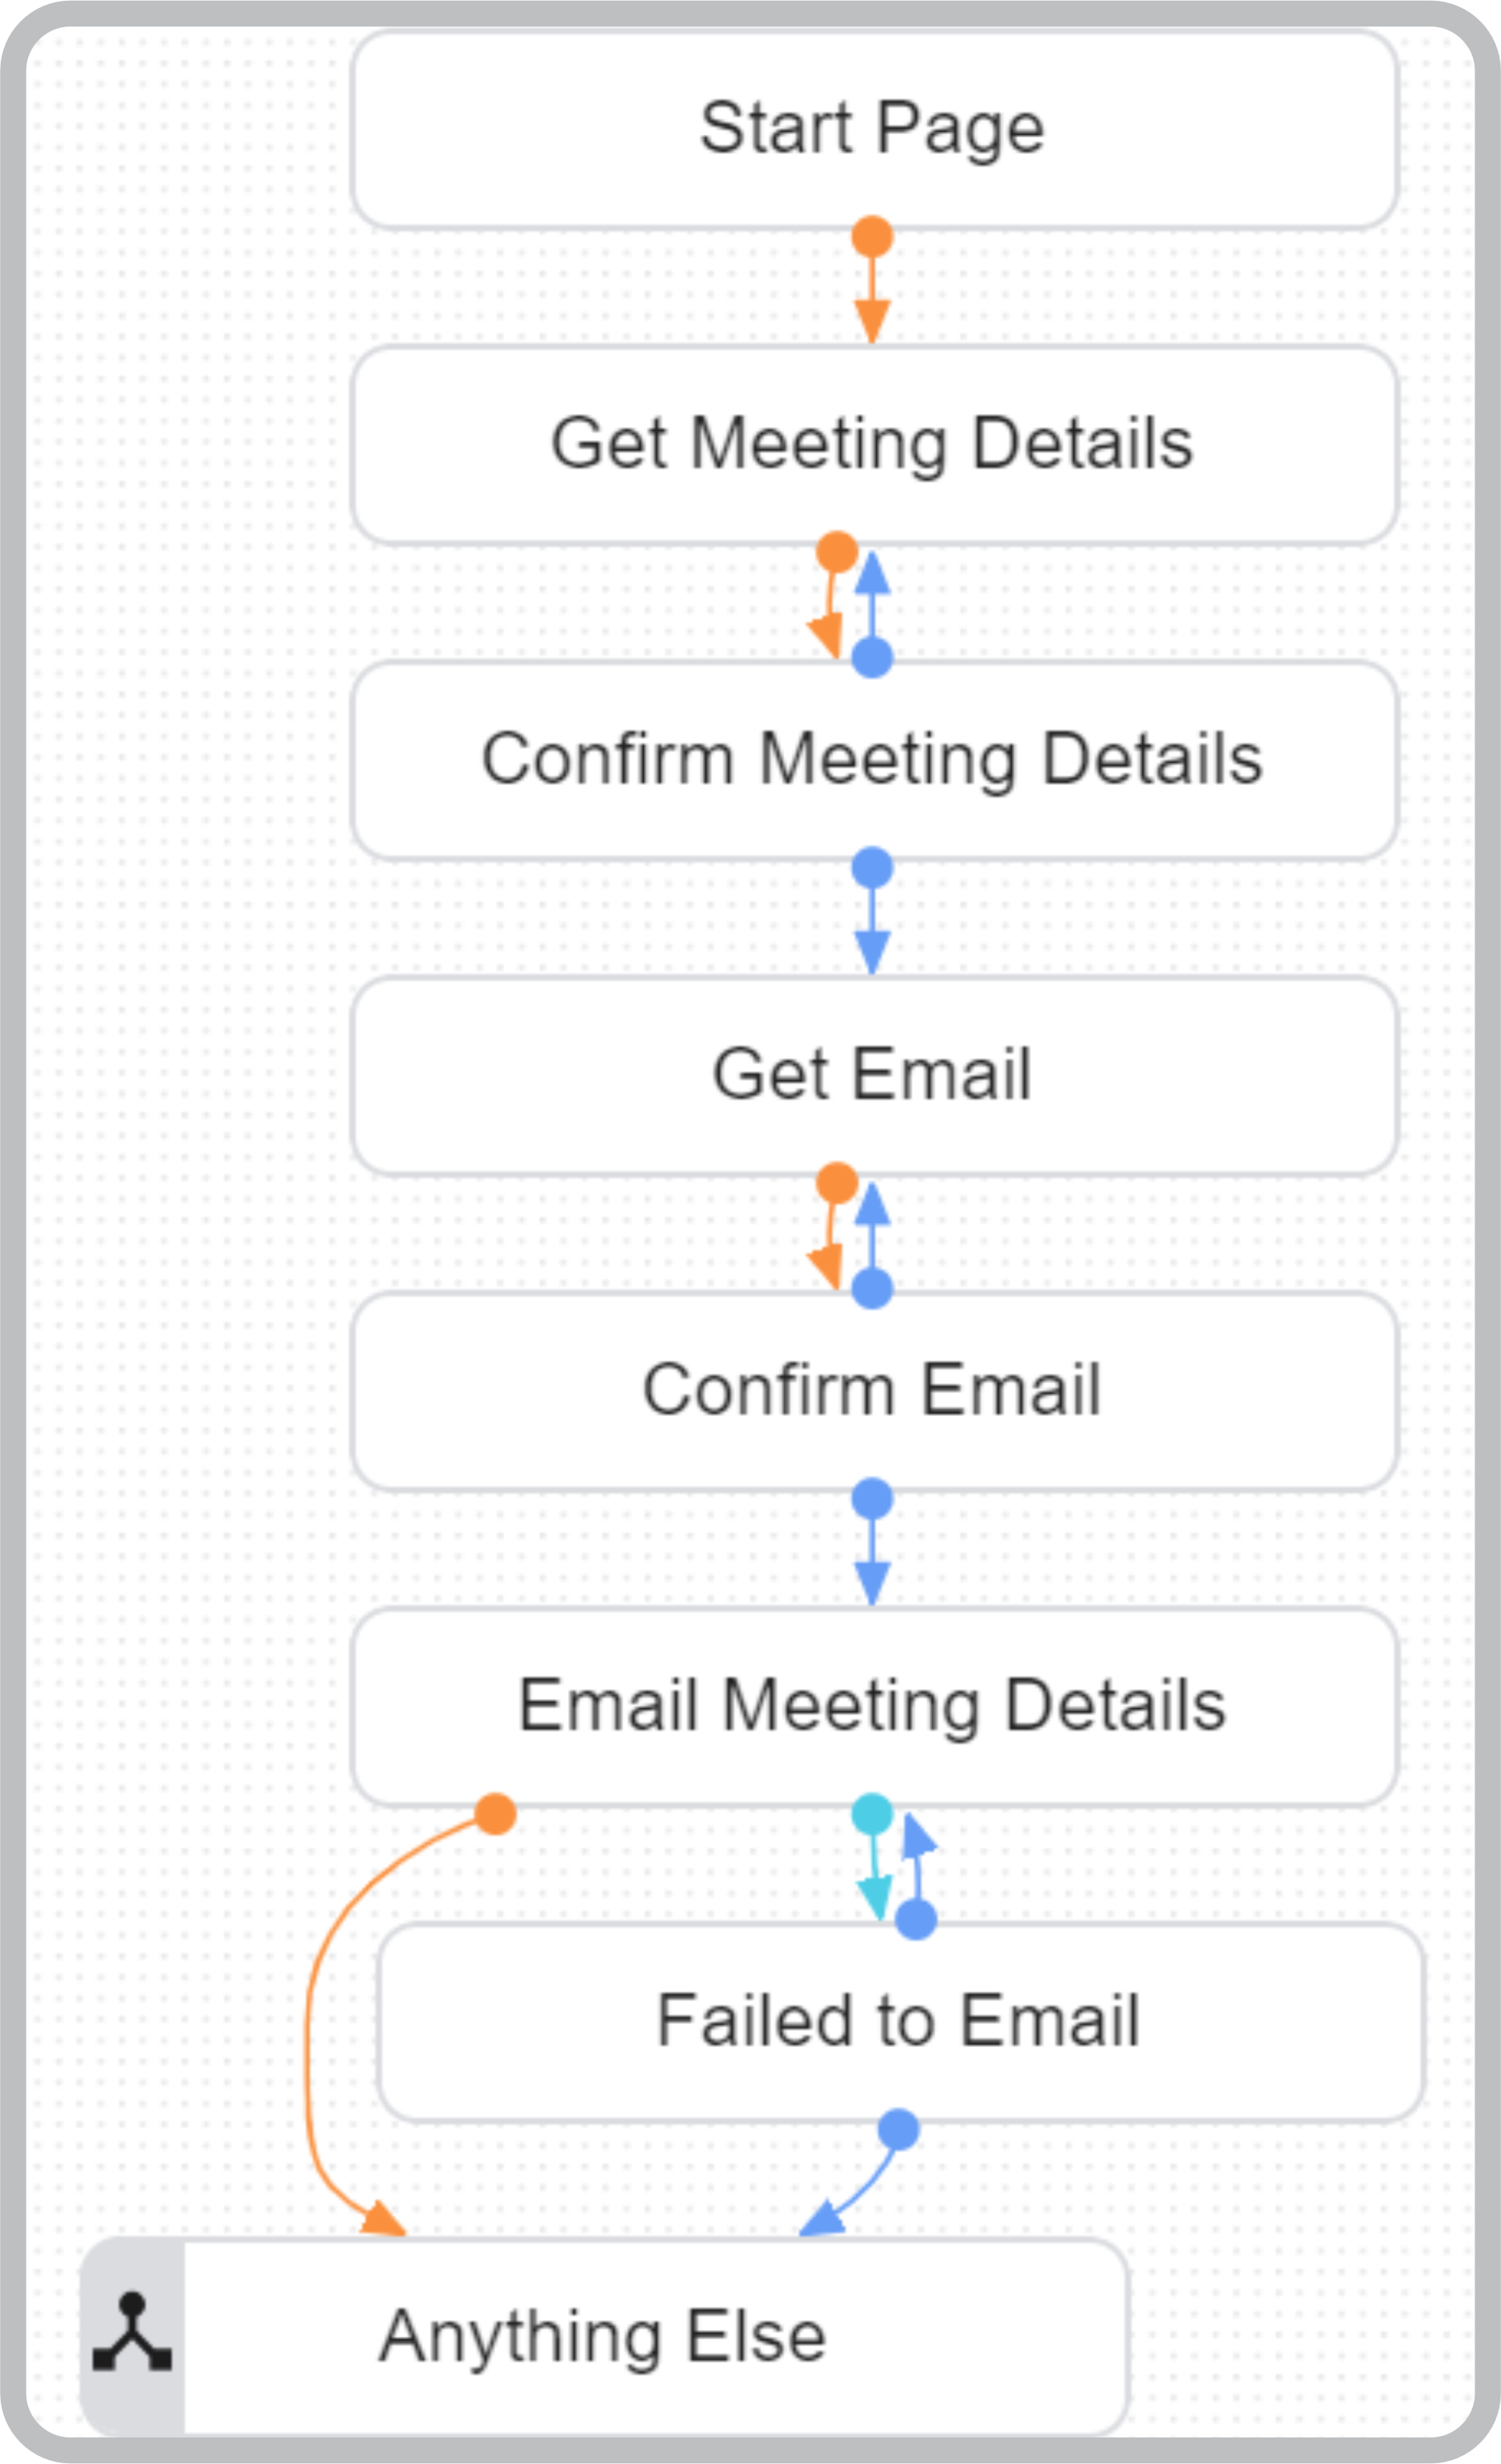 Start Page
Get Meeting Details
Confirm Meeting Details
Get Email
Confirm Email
Email Meeting Details
Failed to Email
Anything Else